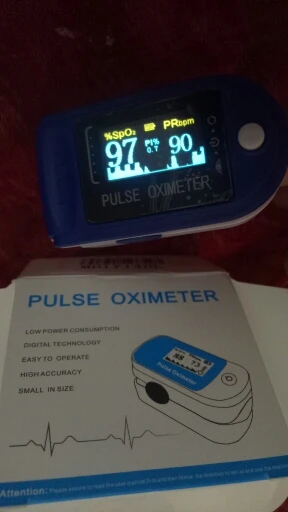 %SpO₂ PRbpm
97 PI% 0.7 90
PULSE OXIMETER
PULSE OXIMETER
LOW POWER CONSUMPTION
DIGITAL TECHNOLOGY
EASY TO OPERATE
HIGH ACCURACY
SMALL IN SIZE
Pulse Oximeter
Attention: